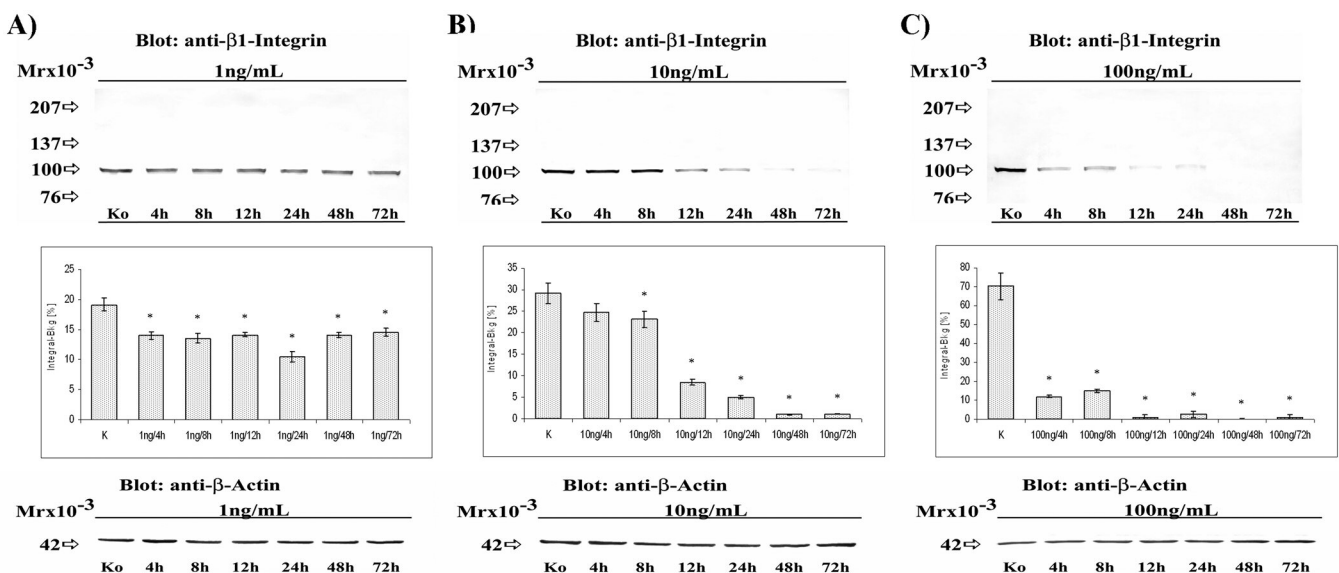 A)
Blot: anti-β1-Integrin
Mrx10-3
1ng/mL
207⇨
137⇨
100⇨
76⇨
Ko 4h 8h 12h 24h 48h 72h
Integral-Bkg [%]
25
20
15
10
5
0
* * * * * *
K 1ng/4h 1ng/8h 1ng/12h 1ng/24h 1ng/48h 1ng/72h
Blot: anti-β-Actin
Mrx10-3
1ng/mL
42⇨
Ko 4h 8h 12h 24h 48h 72h
B)
Blot: anti-β1-Integrin
Mrx10-3
10ng/mL
207⇨
137⇨
100⇨
76⇨
Ko 4h 8h 12h 24h 48h 72h
Integral-Bkg [%]
35
30
25
20
15
10
5
0
* * * * *
K 10ng/4h 10ng/8h 10ng/12h 10ng/24h 10ng/48h 10ng/72h
Blot: anti-β-Actin
Mrx10-3
10ng/mL
42⇨
Ko 4h 8h 12h 24h 48h 72h
C)
Blot: anti-β1-Integrin
Mrx10-3
100ng/mL
207⇨
137⇨
100⇨
76⇨
Ko 4h 8h 12h 24h 48h 72h
Integral-Bkg [%]
80
70
60
50
40
30
20
10
0
* * * * * *
K 100ng/4h 100ng/8h 100ng/12h 100ng/24h 100ng/48h 100ng/72h
Blot: anti-β-Actin
Mrx10-3
100ng/mL
42⇨
Ko 4h 8h 12h 24h 48h 72h